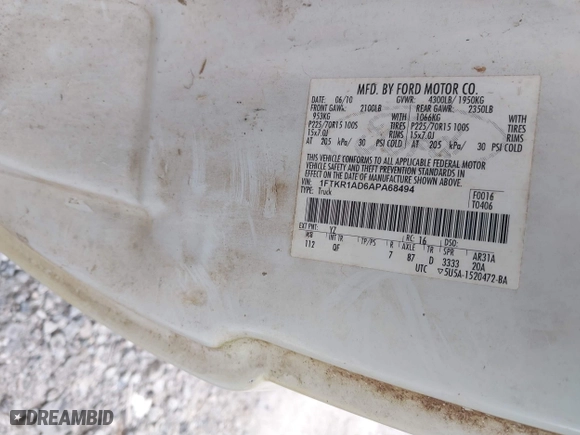 MFD. BY FORD MOTOR CO.
DATE: 06/10 GVWR: 4300LB/ 1950KG
FRONT GAWR: 2100LB REAR GAWR: 2350LB
953KG WITH 1066KG WITH
P225/70R15 100S TIRES P225/70R15 100S TIRES
15x7.0J RIMS 15x7.0J RIMS
AT 205 kPa/ 30 PSI COLD AT 205 kPa/ 30 PSI COLD
THIS VEHICLE CONFORMS TO ALL APPLICABLE FEDERAL MOTOR
VEHICLE SAFETY AND THEFT PREVENTION STANDARDS IN
EFFECT ON THE DATE OF MANUFACTURE SHOWN ABOVE.
VIN: 1FTKR1AD6APA68494
TYPE: Truck
F0016
T0406
EXT PNT: YZ RC: 16 DSO:
WB INT TR TP/PS R AXLE TR SPR AR31A
112 QF 7 87 D 3333 20A
UTC ▽5U5A-1520472-BA
DREAMBID